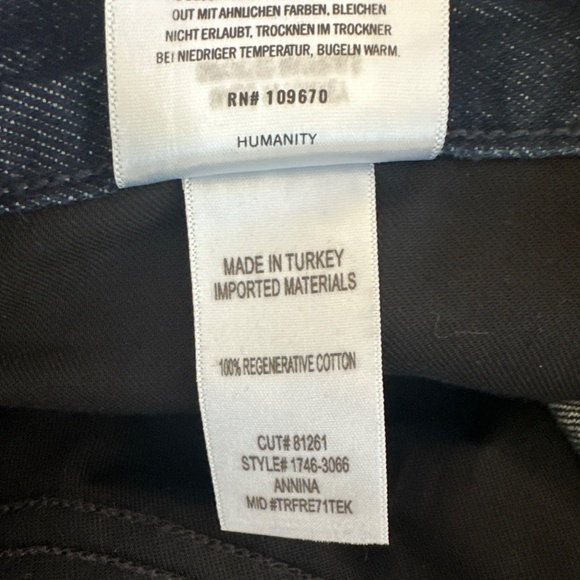 OUT MIT AHNLICHEN FARBEN, BLEICHEN
NICHT ERLAUBT, TROCKNEN IM TROCKNER
BEI NIEDRIGER TEMPERATUR, BUGELN WARM.
RN# 109670
HUMANITY
MADE IN TURKEY
IMPORTED MATERIALS
100% REGENERATIVE COTTON
CUT# 81261
STYLE# 1746-3066
ANNINA
MID #TRFRE71TEK